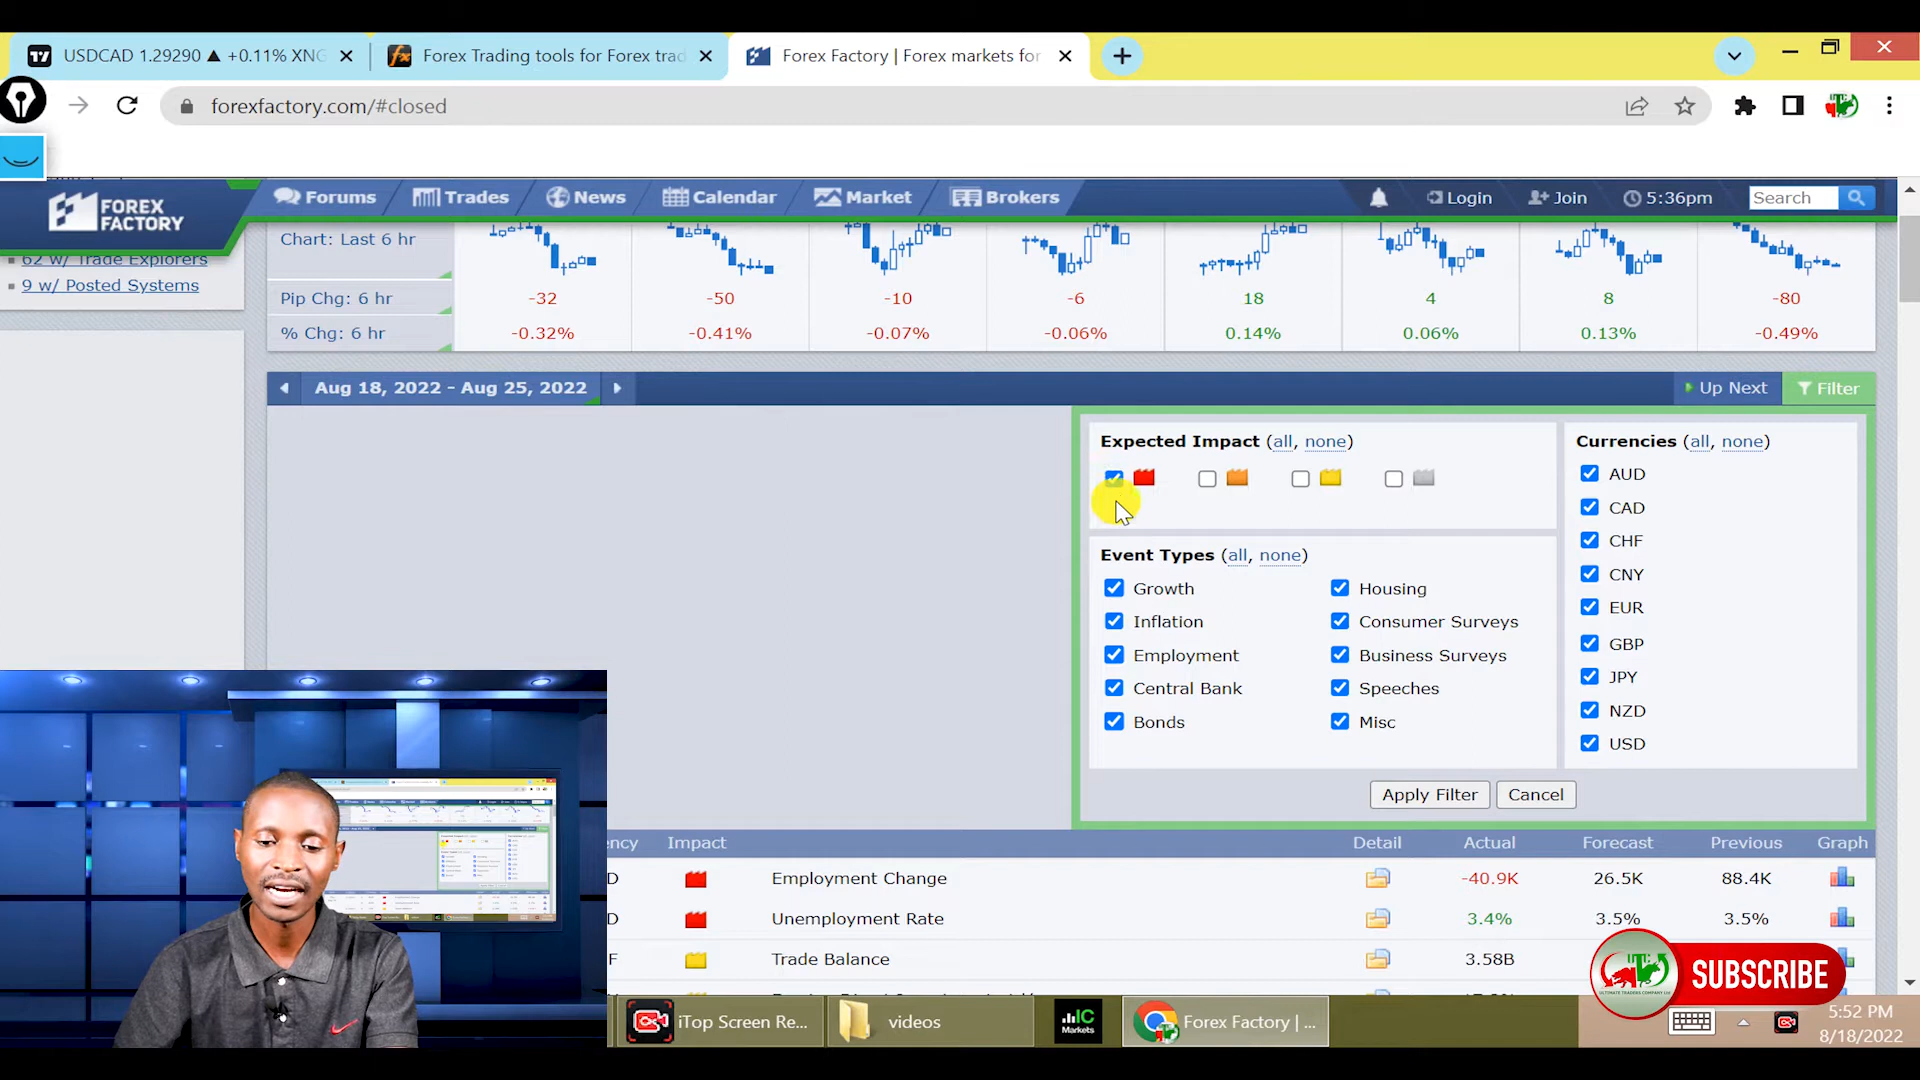 USDCAD 1.29290 ▲ +0.11% XNG
Forex Trading tools for Forex trad
Forex Factory | Forex markets for
forexfactory.com/#closed
FOREX FACTORY
Forums
Trades
News
Calendar
Market
Brokers
Login
Join
5:36pm
Search
62 w/ Trade Explorers
9 w/ Posted Systems
Chart: Last 6 hr
Pip Chg: 6 hr -32 -50 -10 -6 18 4 8 -80
% Chg: 6 hr -0.32% -0.41% -0.07% -0.06% 0.14% 0.06% 0.13% -0.49%
Aug 18, 2022 - Aug 25, 2022
Up Next
Filter
Expected Impact (all, none)
Event Types (all, none)
Growth
Housing
Inflation
Consumer Surveys
Employment
Business Surveys
Central Bank
Speeches
Bonds
Misc
Currencies (all, none)
AUD
CAD
CHF
CNY
EUR
GBP
JPY
NZD
USD
Apply Filter
Cancel
ncy Impact Detail Actual Forecast Previous Graph
D Employment Change -40.9K 26.5K 88.4K
D Unemployment Rate 3.4% 3.5% 3.5%
F Trade Balance 3.58B
SUBSCRIBE
iTop Screen Re...
videos
IC Markets
Forex Factory | ...
5:52 PM
8/18/2022